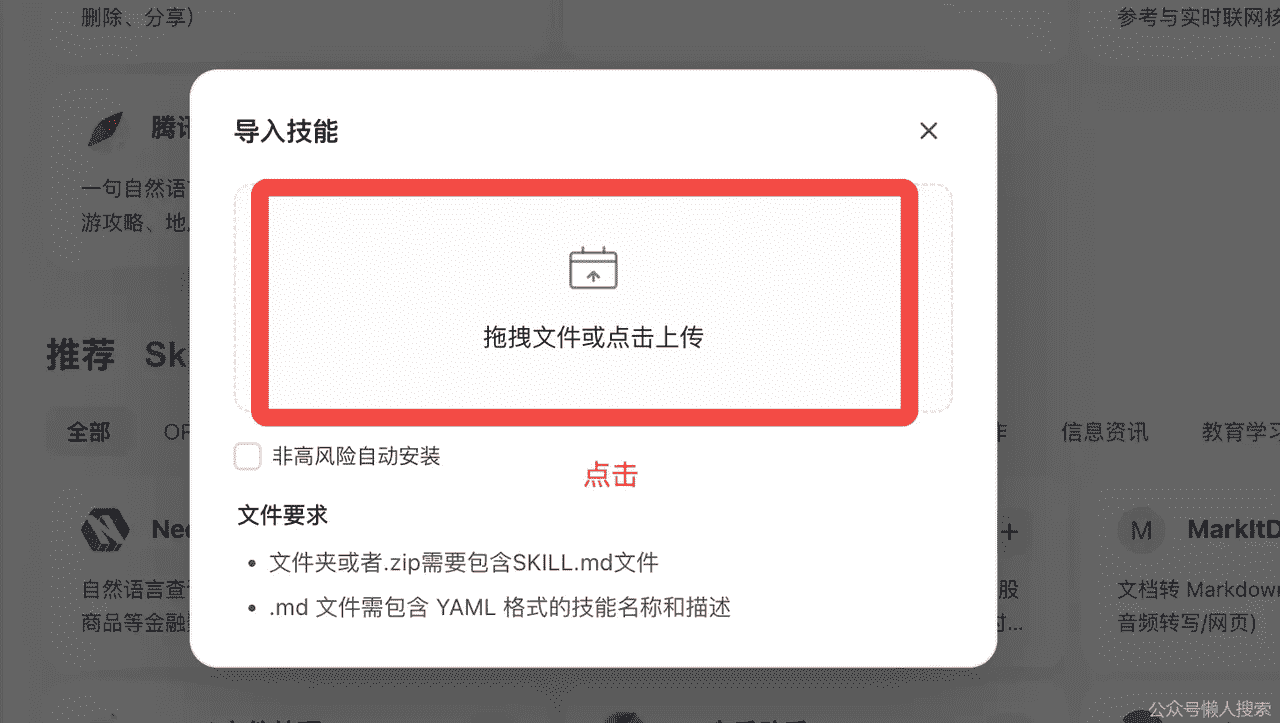 删除、分享）
参考与实时联网核
导入技能
腾讯
一句自然语言
游攻略、地
拖拽文件或点击上传
推荐 Sk
全部
信息资讯
教育学习
非高风险自动安装
点击
文件要求
Nee
MarkItD
M
文件夹或者.zip需要包含SKILL.md文件
自然语言查
股
文档转 Markdown
.md 文件需包含 YAML 格式的技能名称和描述
商品等金融
时...
音频转写/网页)
公众号懒人搜索